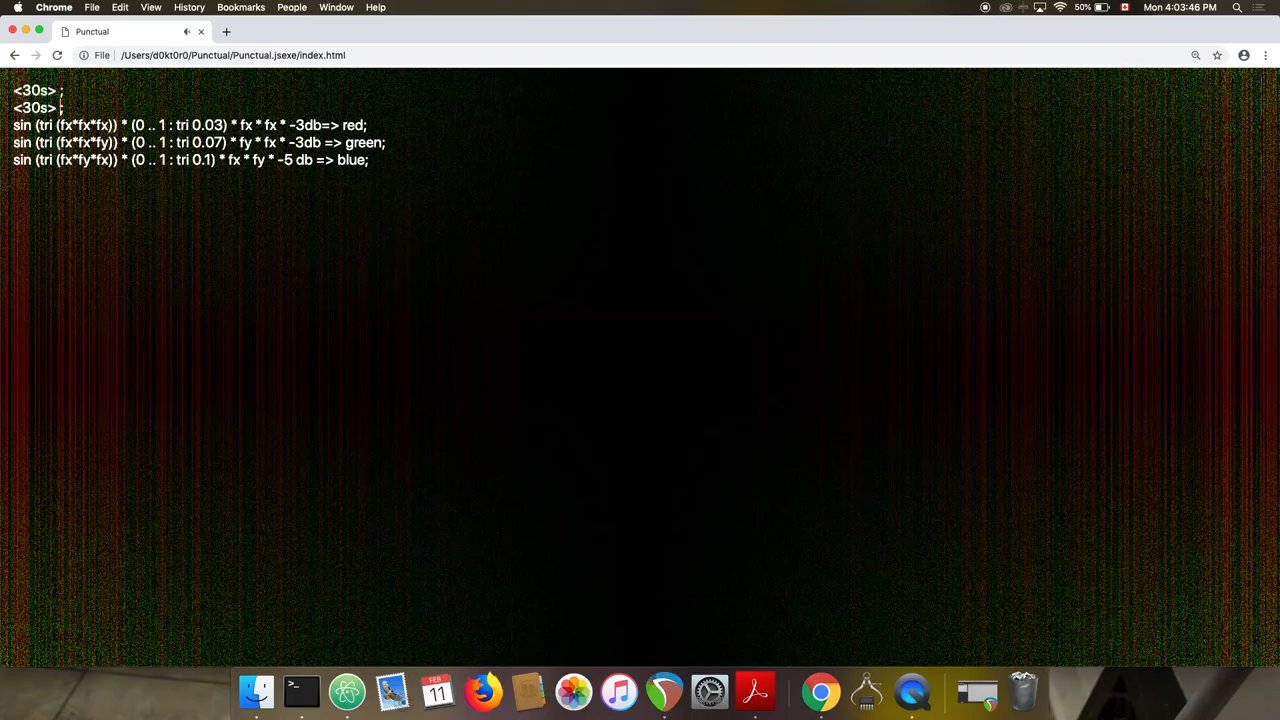 Chrome File Edit View History Bookmarks People Window Help 50% Mon 4:03:46 PM
Punctual
File /Users/d0kt0r0/Punctual/Punctual.jsexe/index.html
<30s> ;
<30s> ;
sin (tri (fx*fx*fx)) * (0 .. 1 : tri 0.03) * fx * fx * -3db=> red;
sin (tri (fx*fx*fy)) * (0 .. 1 : tri 0.07) * fy * fx * -3db => green;
sin (tri (fx*fy*fx)) * (0 .. 1 : tri 0.1) * fx * fy * -5 db => blue;
FEB
11